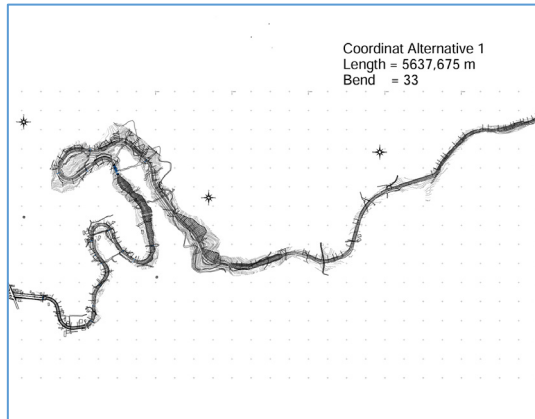 Coordinat Alternative 1
Length = 5637,675 m
Bend = 33